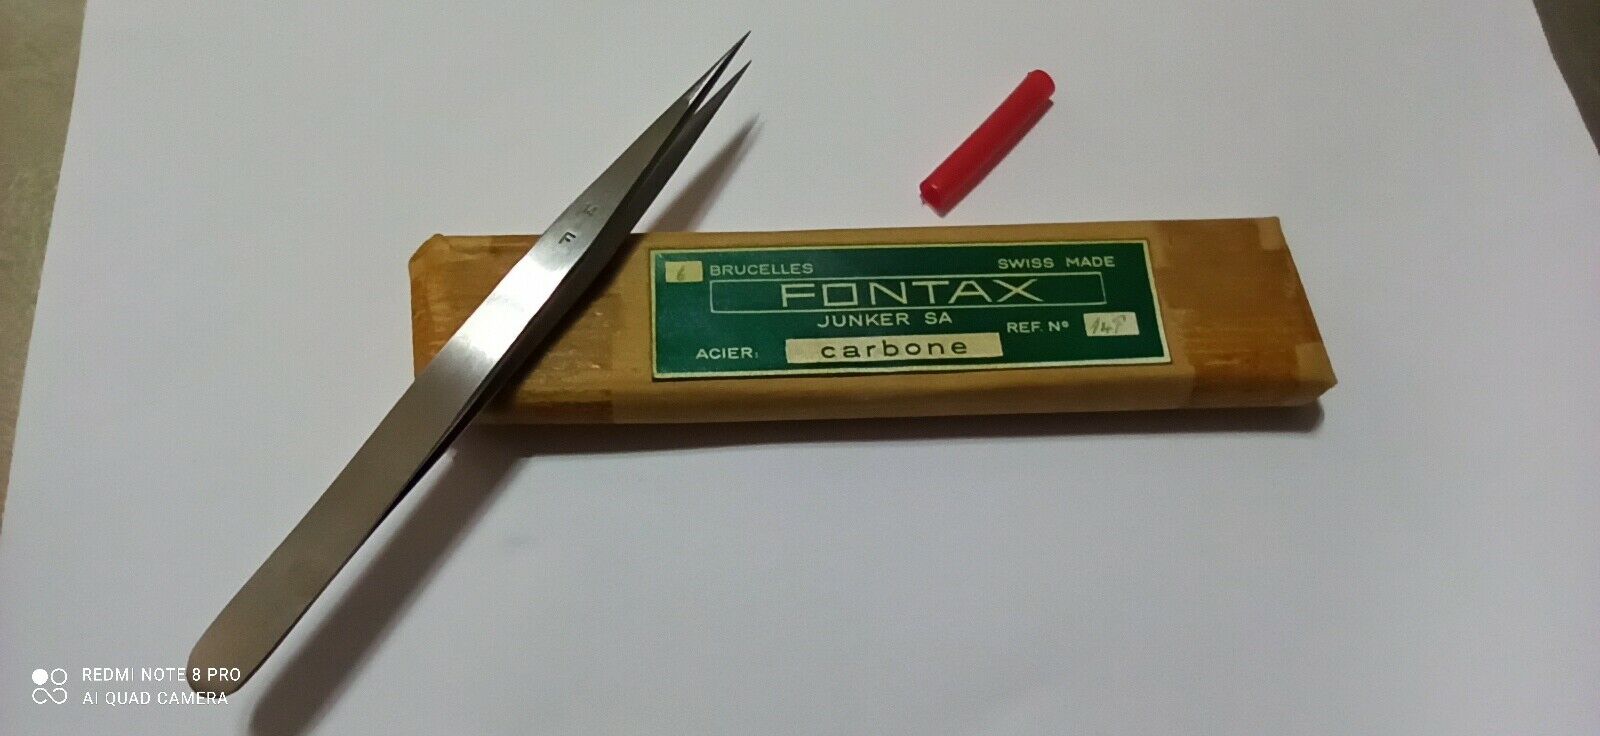 F
6 BRUCELLES
SWISS MADE
FONTAX
JUNKER SA
REF. Nº
ACIER: carbone
REDMI NOTE 8 PRO
AI QUAD CAMERA